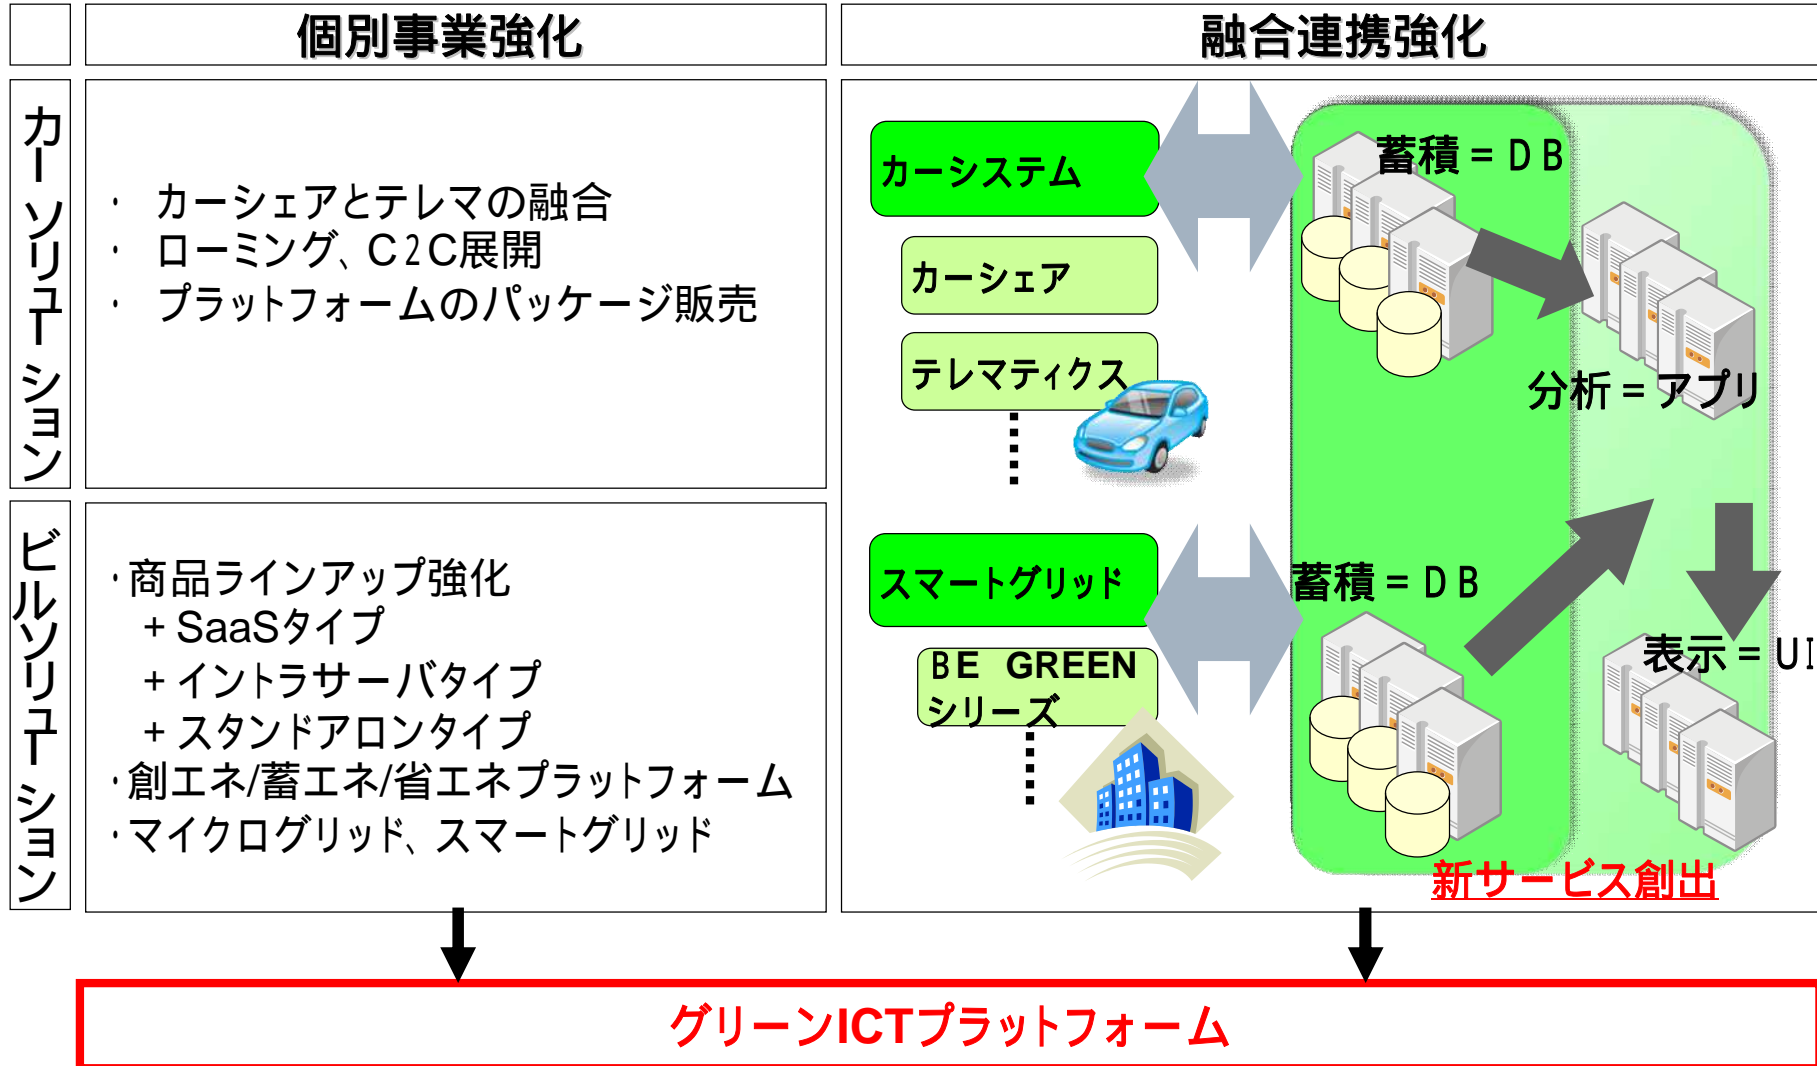 個別事業強化
融合連携強化
カーソリューション
・ カーシェアとテレマの融合
・ ローミング、C2C展開
・ プラットフォームのパッケージ販売
カーシステム
カーシェア
テレマティクス
蓄積 = DB
分析 = アプリ
ビルソリューション
・商品ラインアップ強化
+ SaaSタイプ
+ イントラサーバタイプ
+ スタンドアロンタイプ
・創エネ/蓄エネ/省エネプラットフォーム
・マイクログリッド、スマートグリッド
スマートグリッド
BE GREEN
シリーズ
蓄積 = DB
表示 = UI
新サービス創出
グリーンICTプラットフォーム